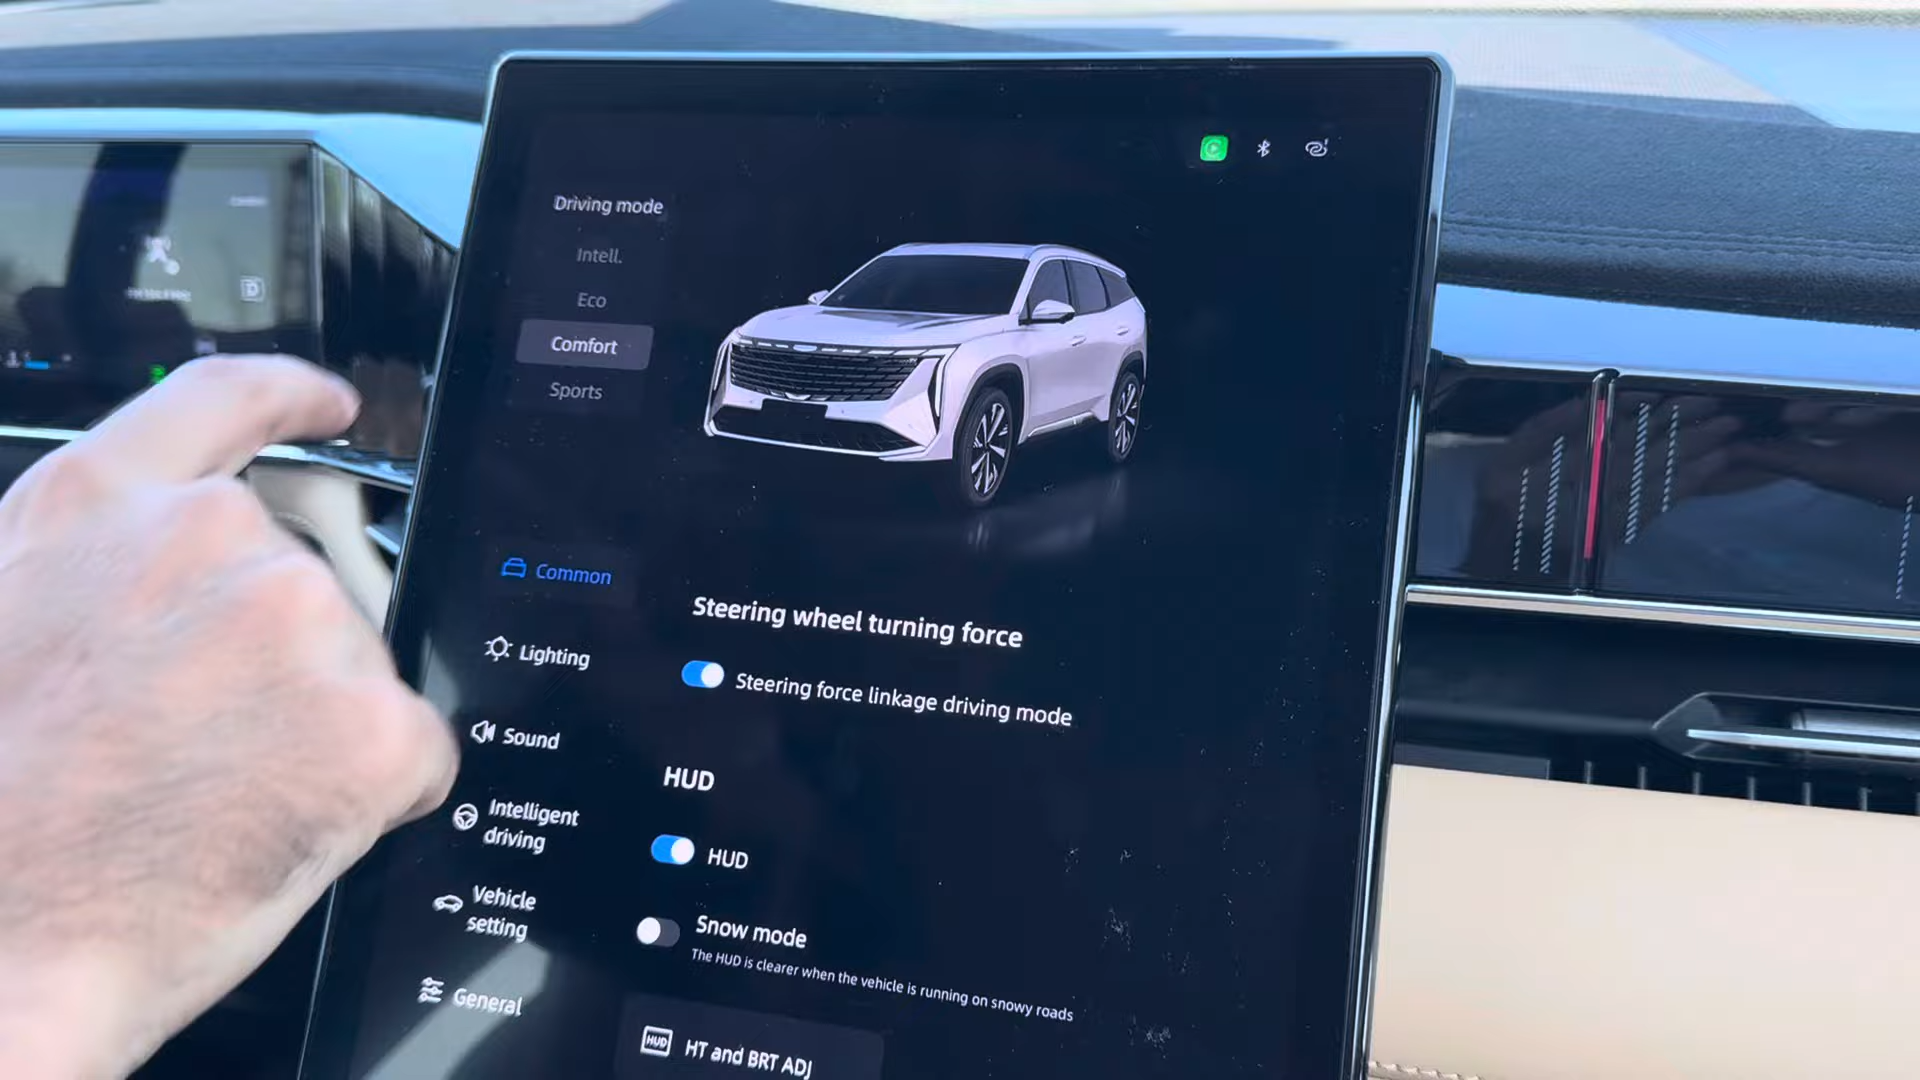 Driving mode
Intell.
Eco
Comfort
Sports
Common
Lighting
Sound
Intelligent
driving
Vehicle
setting
General
Steering wheel turning force
Steering force linkage driving mode
HUD
HUD
Snow mode
The HUD is clearer when the vehicle is running on snowy roads
HUD
HT and BRT ADJ
D